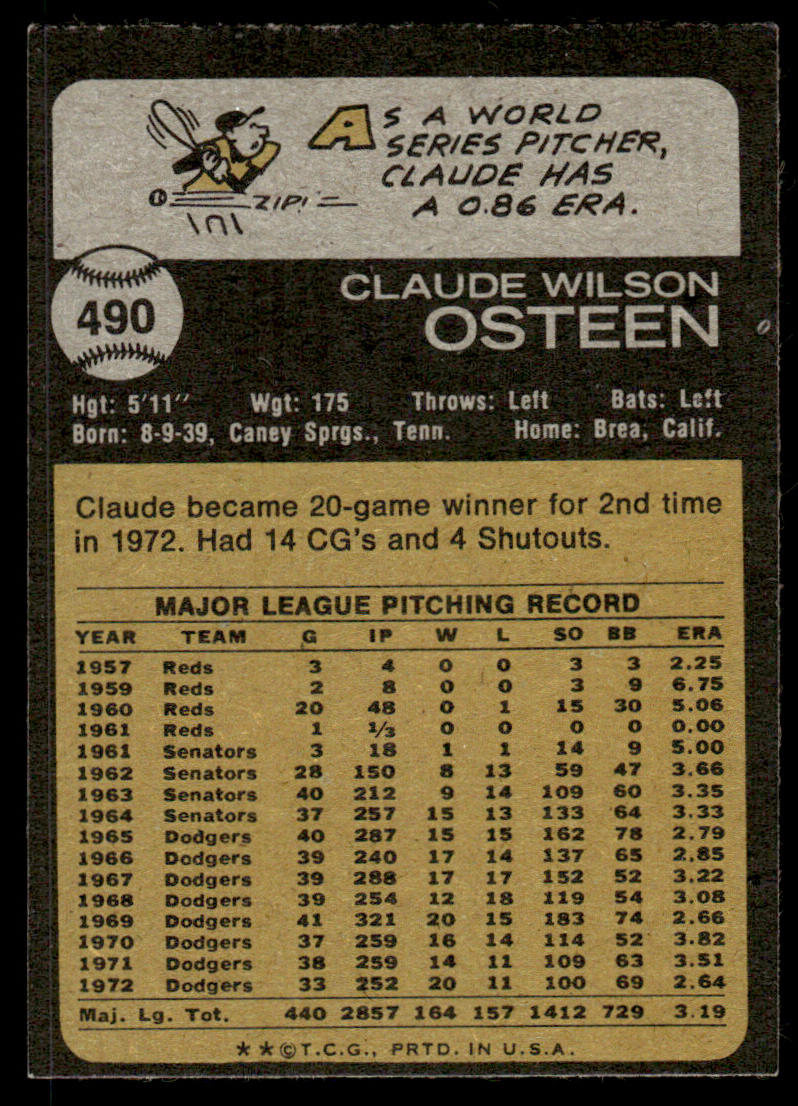 AS A WORLD
SERIES PITCHER,
CLAUDE HAS
A 0.86 ERA.
ZIP!
490
CLAUDE WILSON
OSTEEN
Hgt: 5'11" Wgt: 175 Throws: Left Bats: Left
Born: 8-9-39, Caney Sprgs., Tenn. Home: Brea, Calif.
Claude became 20-game winner for 2nd time
in 1972. Had 14 CG's and 4 Shutouts.
MAJOR LEAGUE PITCHING RECORD
YEAR TEAM G IP W L SO BB ERA
1957 Reds 3 4 0 0 3 3 2.25
1959 Reds 2 8 0 0 3 9 6.75
1960 Reds 20 48 0 1 15 30 5.06
1961 Reds 1 1/3 0 0 0 0 0.00
1961 Senators 3 18 1 1 14 9 5.00
1962 Senators 28 150 8 13 59 47 3.66
1963 Senators 40 212 9 14 109 60 3.35
1964 Senators 37 257 15 13 133 64 3.33
1965 Dodgers 40 287 15 15 162 78 2.79
1966 Dodgers 39 240 17 14 137 65 2.85
1967 Dodgers 39 288 17 17 152 52 3.22
1968 Dodgers 39 254 12 18 119 54 3.08
1969 Dodgers 41 321 20 15 183 74 2.66
1970 Dodgers 37 259 16 14 114 52 3.82
1971 Dodgers 38 259 14 11 109 63 3.51
1972 Dodgers 33 252 20 11 100 69 2.64
Maj. Lg. Tot. 440 2857 164 157 1412 729 3.19
**©T.C.G., PRTD. IN U.S.A.